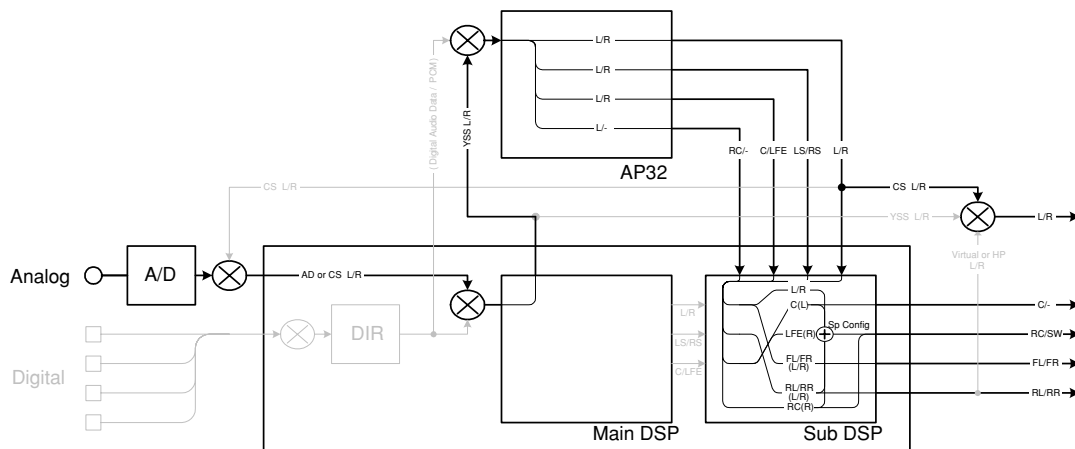 L/R
L/R
L/R
L/-
( Digital Audio Data / PCM )
YSS L/R
RC/-
C/LFE
LS/RS
L/R
AP32
CS L/R
CS L/R
YSS L/R
L/R
Virtual or HP
L/R
Analog
A/D
AD or CS L/R
DIR
Digital
L/R
LS/RS
C/LFE
L/R
C(L)
LFE(R)
Sp Config
FL/FR
(L/R)
RL/RR
(L/R)
RC(R)
C/-
RC/SW
FL/FR
RL/RR
Main DSP
Sub DSP